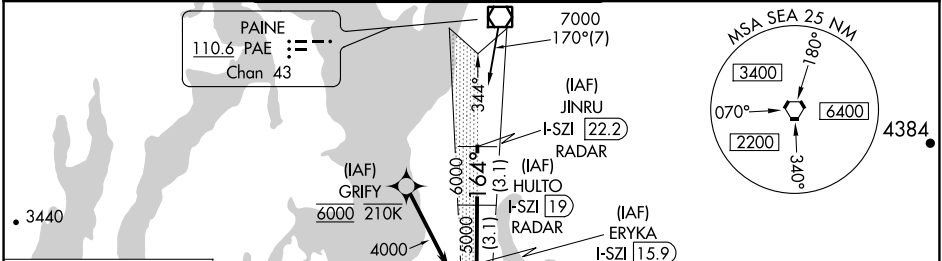 PAINE
110.6 PAE
Chan 43
7000
170°(7)
344°
(IAF)
JINRU
I-SZI 22.2
RADAR
6000
164°
(3.1)
(IAF)
HULTO
I-SZI 19
RADAR
(IAF)
GRIFY
6000 210K
4000
5000
(3.1)
(IAF)
ERYKA
I-SZI 15.9
3440
MSA SEA 25 NM
180°
3400
070°
6400
2200
340°
4384